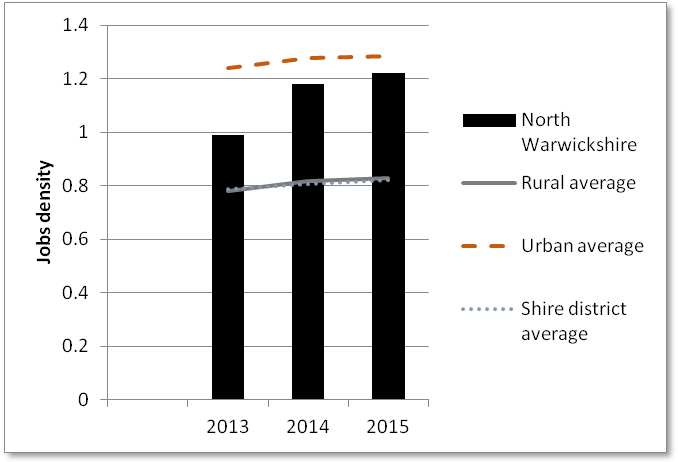 1.4
1.2
1
0.8
0.6
0.4
0.2
0
Jobs density
2013
2014
2015
North
Warwickshire
Rural average
Urban average
Shire district
average